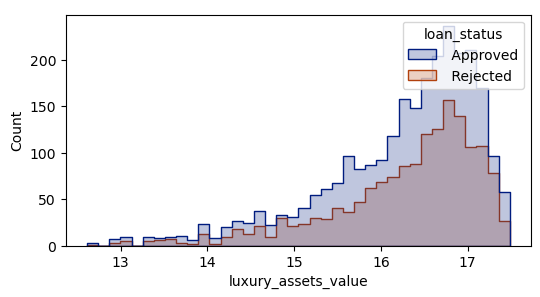 loan_status
Approved
Rejected
Count
200
150
100
50
0
13
14
15
16
17
luxury_assets_value